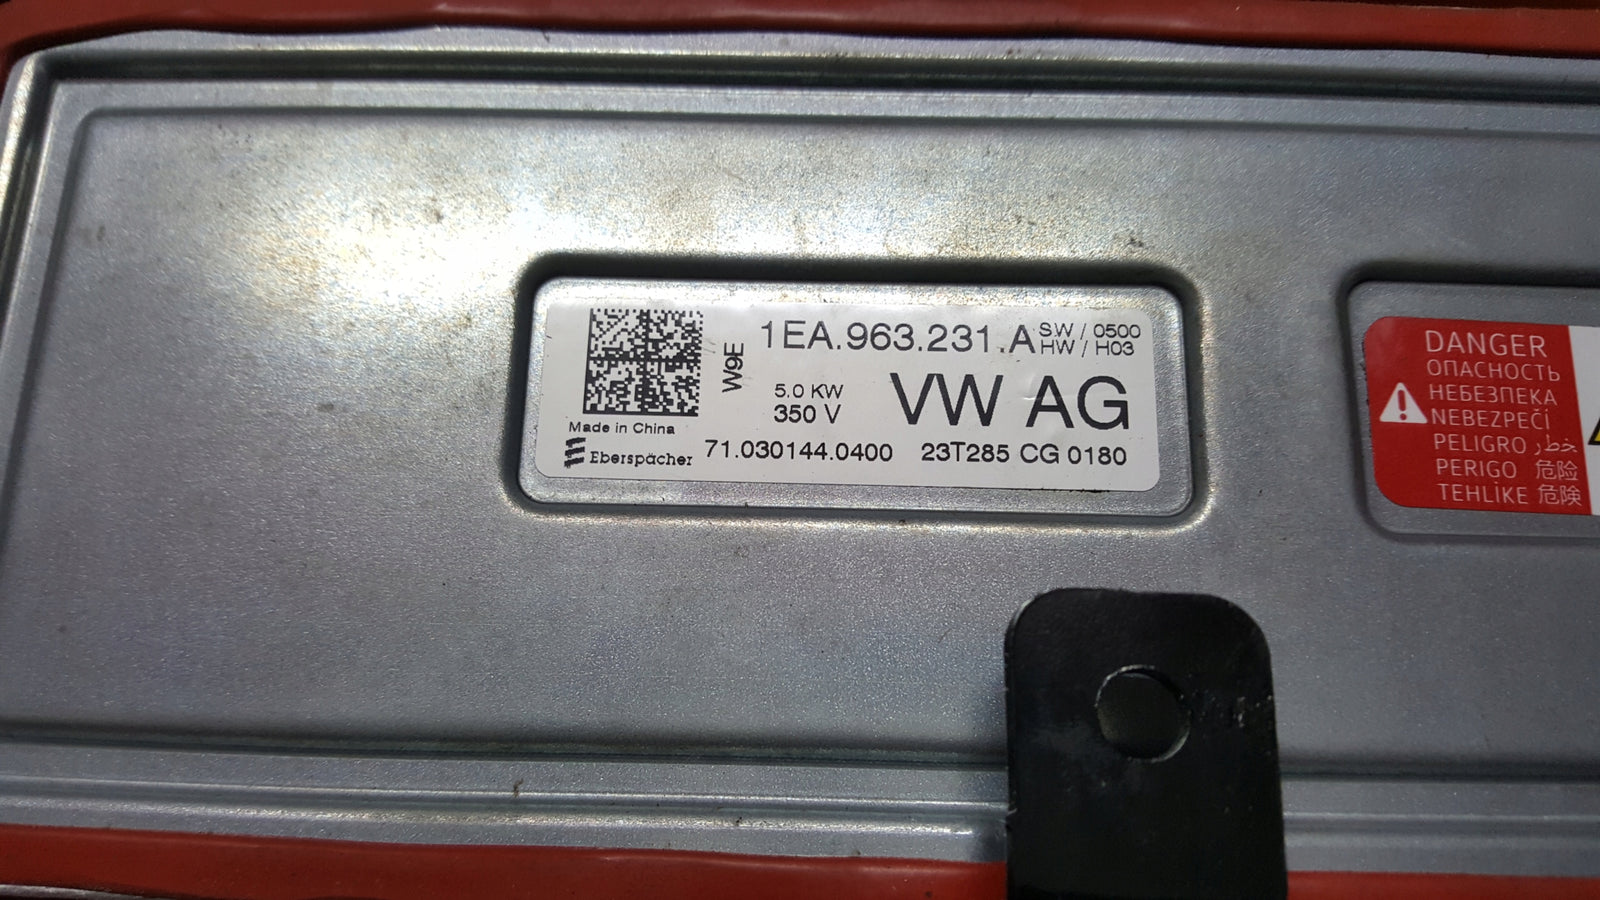 1EA.963.231.A SW / 0500
HW / H03
W9E
5.0 KW
350 V
VW AG
Made in China
Eberspächer 71.030144.0400 23T285 CG 0180
DANGER
ОПАСНОСТЬ
НЕБЕЗПЕКА
NEBEZPEČÍ
PELIGRO خطر
PERIGO 危险
TEHLİKE 危険